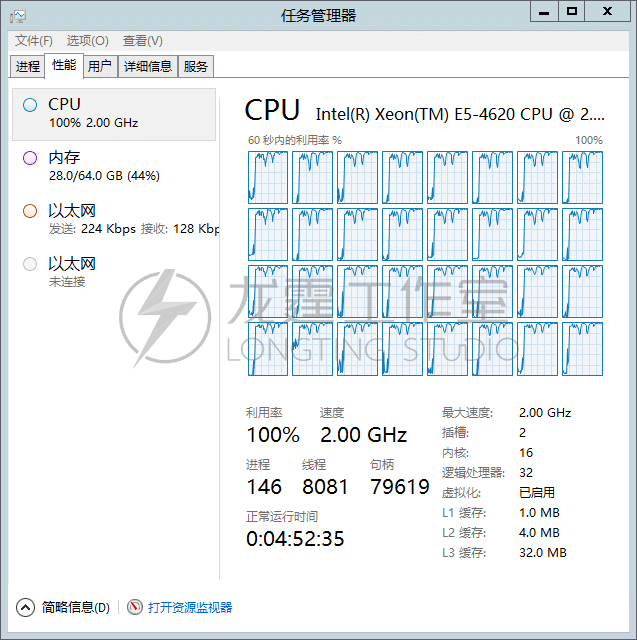 任务管理器
文件(F) 选项(O) 查看(V)
进程 性能 用户 详细信息 服务
CPU
100% 2.00 GHz
内存
28.0/64.0 GB (44%)
以太网
发送: 224 Kbps 接收: 128 Kbp
以太网
未连接
CPU Intel(R) Xeon(TM) E5-4620 CPU @ 2....
60 秒内的利用率 % 100%
龙霆工作室
LONGTING STUDIO
利用率 速度
100% 2.00 GHz
进程 线程 句柄
146 8081 79619
正常运行时间
0:04:52:35
最大速度: 2.00 GHz
插槽: 2
内核: 16
逻辑处理器: 32
虚拟化: 已启用
L1 缓存: 1.0 MB
L2 缓存: 4.0 MB
L3 缓存: 32.0 MB
简略信息(D) 打开资源监视器